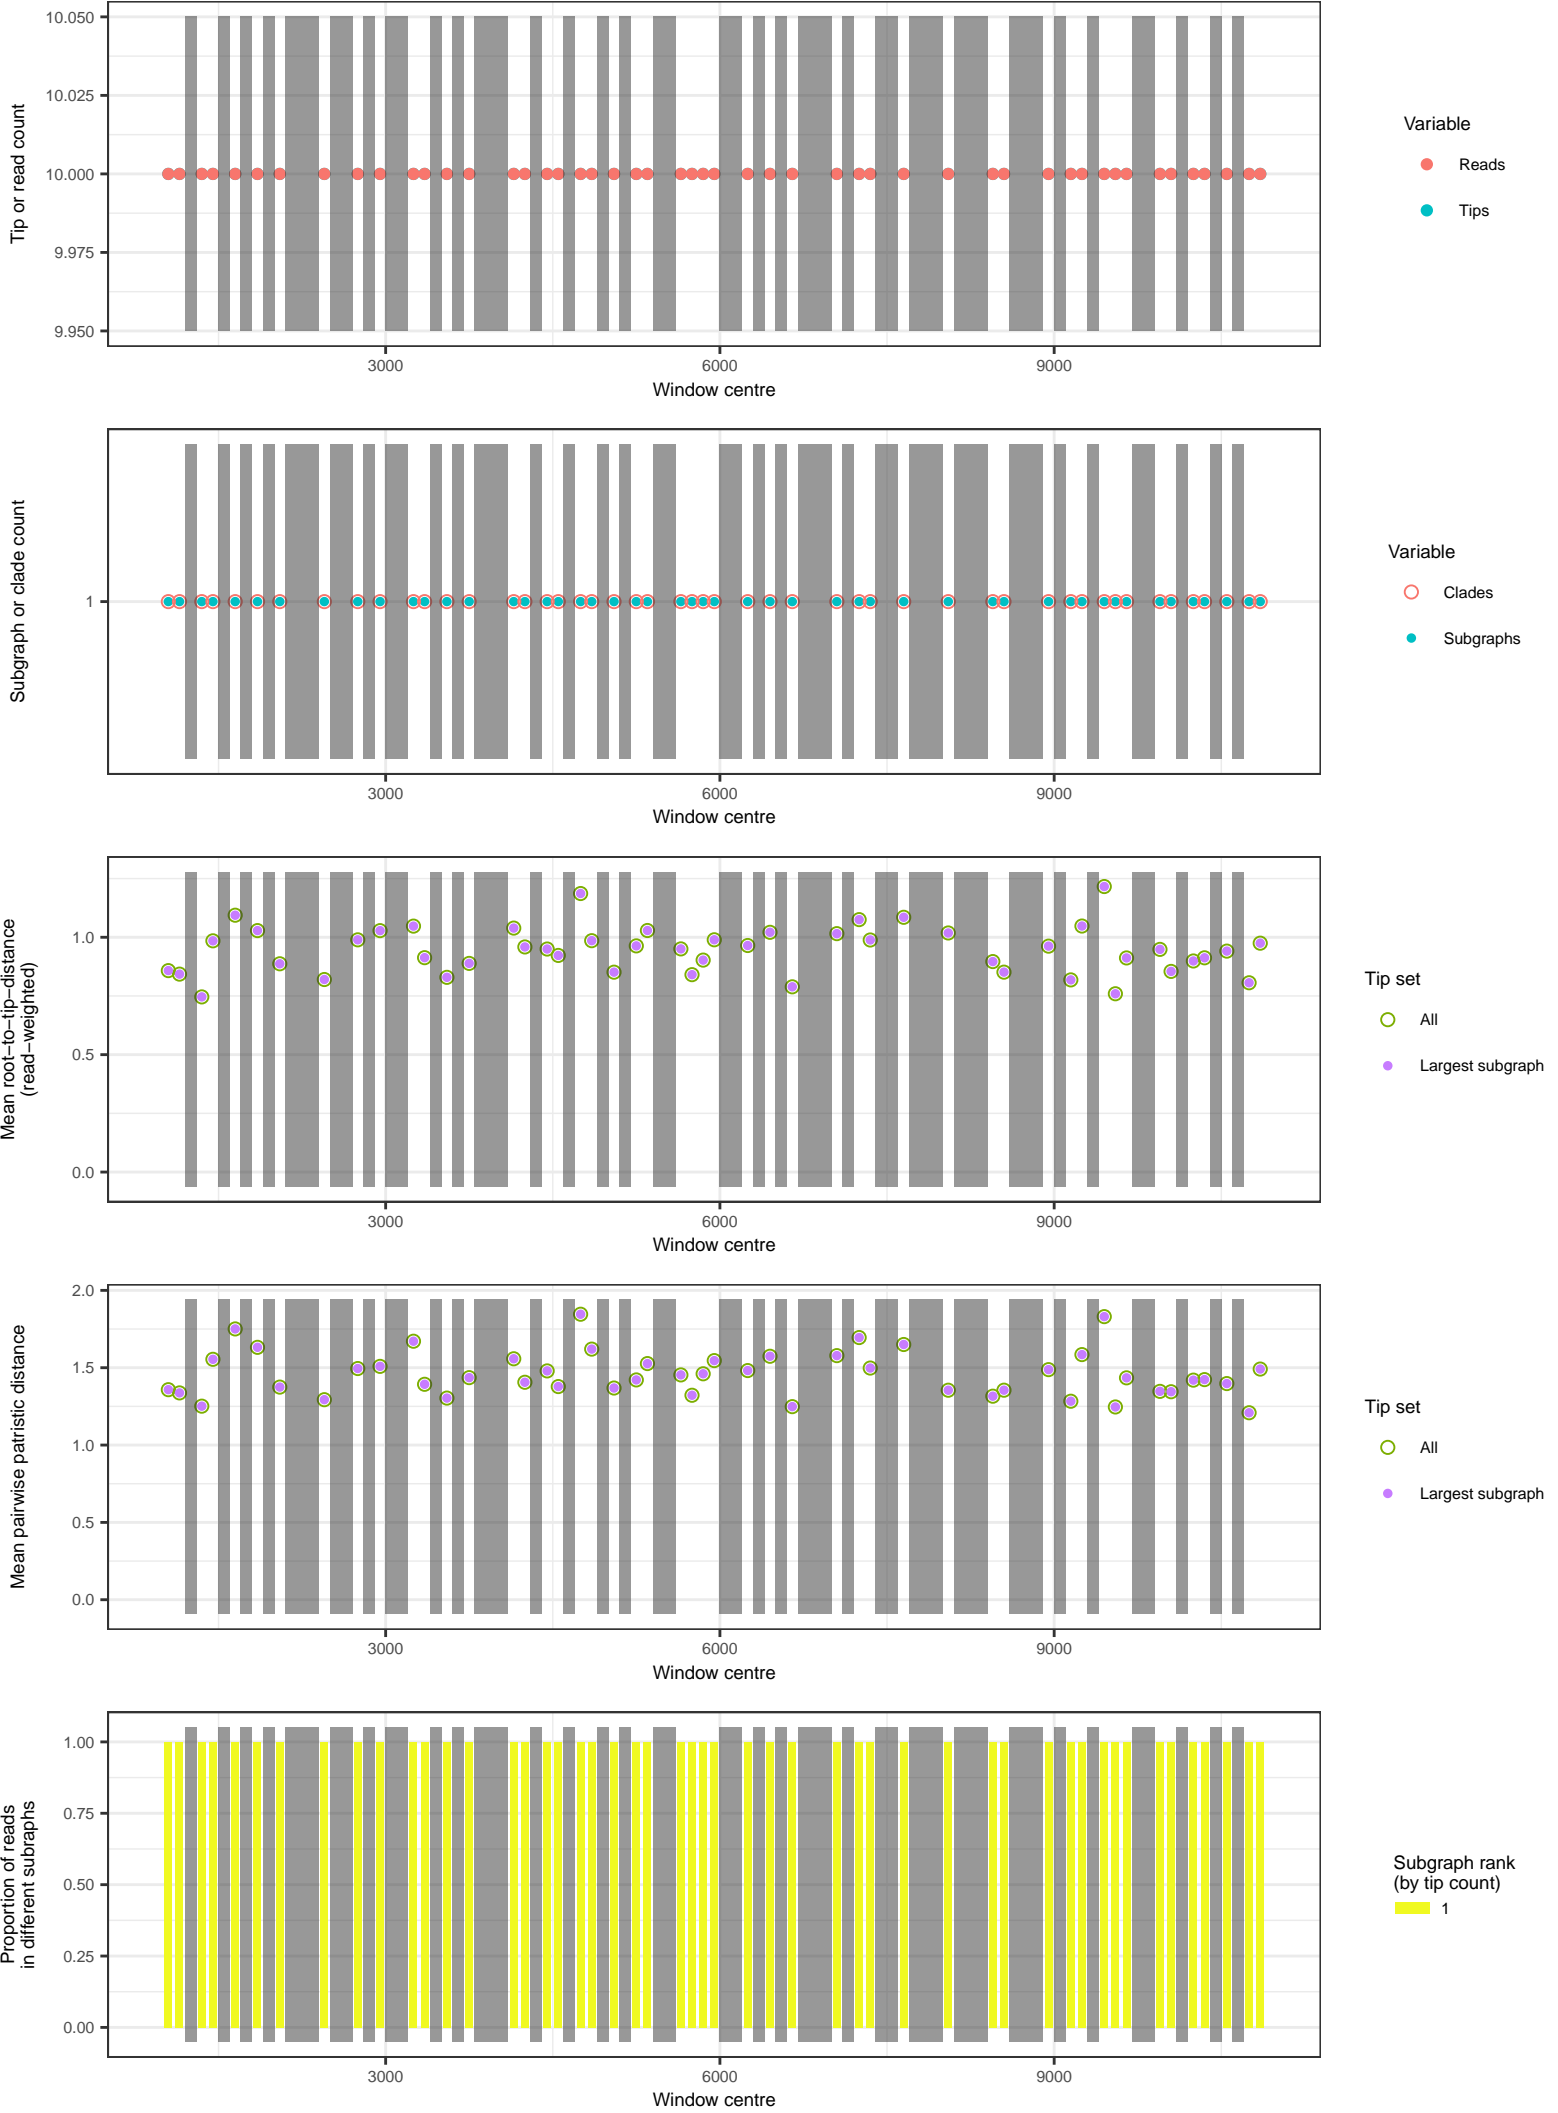 10.050
10.025
10.000
9.975
9.950
Tip or read count
3000 6000 9000
Window centre
Variable
Reads
Tips
1
Subgraph or clade count
3000 6000 9000
Window centre
Variable
Clades
Subgraphs
1.0
0.5
0.0
Mean root−to−tip−distance
(read−weighted)
3000 6000 9000
Window centre
Tip set
All
Largest subgraph
2.0
1.5
1.0
0.5
0.0
Mean pairwise patristic distance
3000 6000 9000
Window centre
Tip set
All
Largest subgraph
1.00
0.75
0.50
0.25
0.00
Proportion of reads
in different subraphs
3000 6000 9000
Window centre
Subgraph rank
(by tip count)
1